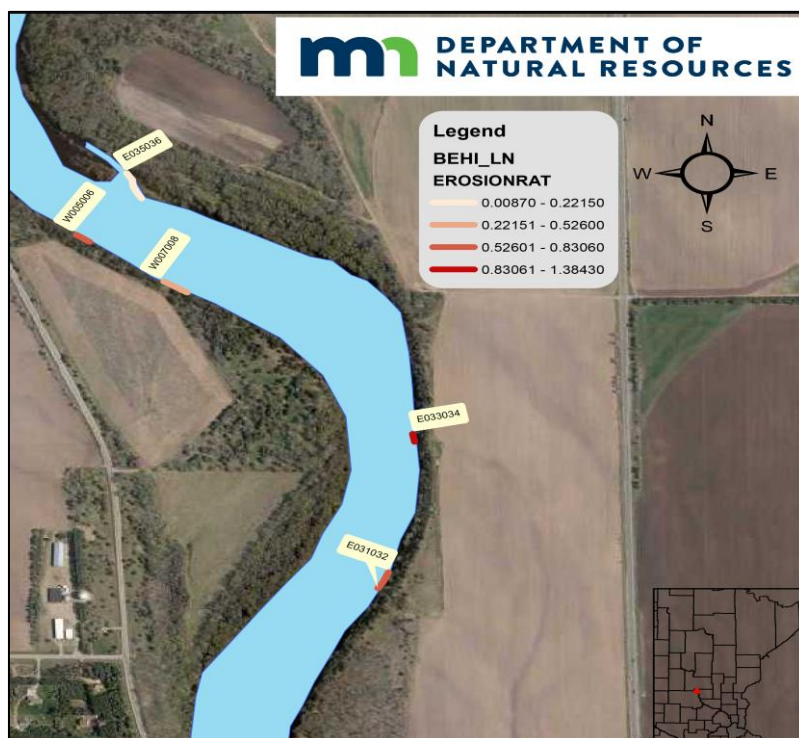 mn DEPARTMENT OF
NATURAL RESOURCES
Legend
BEHI_LN
EROSIONRAT
0.00870 - 0.22150
0.22151 - 0.52600
0.52601 - 0.83060
0.83061 - 1.38430
N
W
E
S
E035036
W005006
W007008
E033034
E031032